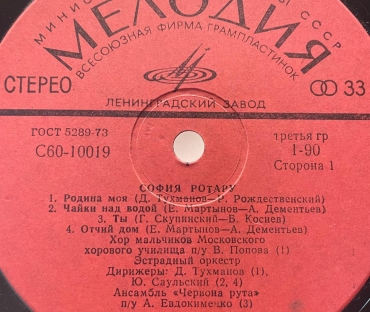 МИНИС Ы СССР
МЕЛОДИЯ
ВСЕСОЮЗНАЯ ФИРМА ГРАМПЛАСТИНОК
СТЕРЕО 33
ЛЕНИНГРАДСКИЙ ЗАВОД
ГОСТ 5289-73 третья гр
С60-10019 1-90
Сторона 1
СОФИЯ РОТАРУ
1. Родина моя (Д. Тухманов—Р. Рождественский)
2. Чайки над водой (Е. Мартынов—А. Дементьев)
3. Ты (Г. Скупинский—В. Косиев)
4. Отчий дом (Е. Мартынов—А. Дементьев)
Хор мальчиков Московского
хорового училища п/у В. Попова (1)
Эстрадный оркестр
Дирижеры: Д. Тухманов (1),
Ю. Саульский (2, 4)
Ансамбль «Червона рута»
п/у А. Евдокименко (3)